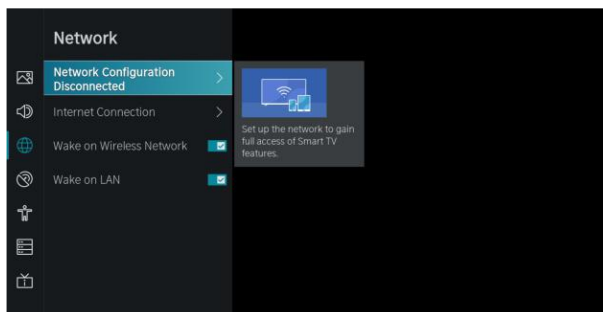 Network
Network Configuration
Disconnected
Internet Connection
Set up the network to gain
full access of Smart TV
features.
Wake on Wireless Network
Wake on LAN